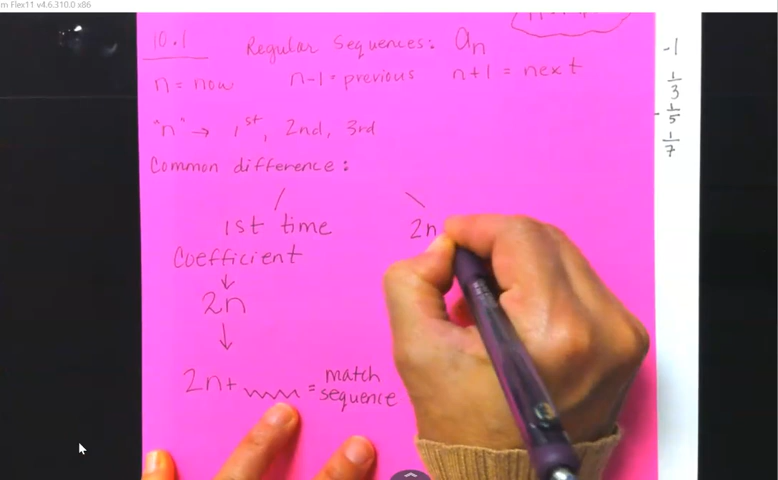 m Flex11 v4.6.310.0 x86
10.1 Regular Sequences: an
n = now n-1 = previous n+1 = next
"n" → 1st, 2nd, 3rd
Common difference:
1st time
Coefficient
2n
2n+ = match
sequence
2n
-1
1/3
- 1/5
1/7